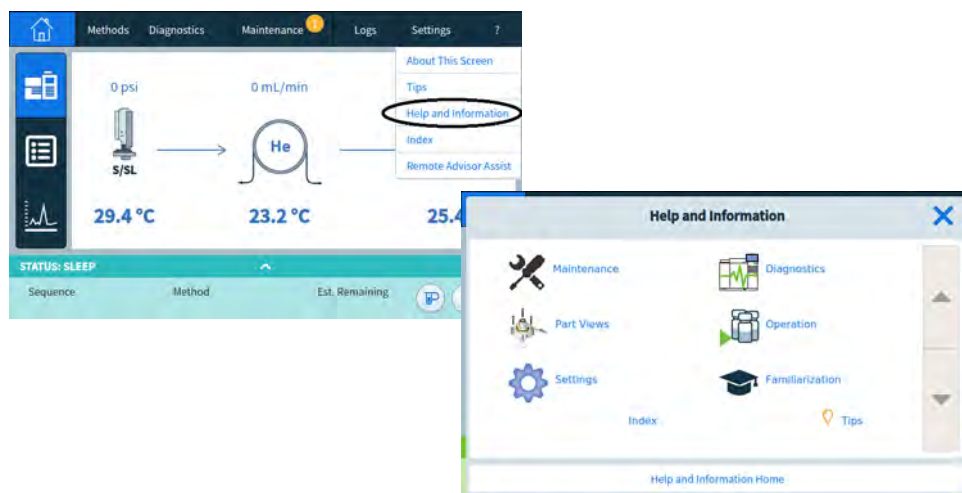 Methods Diagnostics Maintenance 1 Logs Settings ?
About This Screen
Tips
Help and Information
Index
Remote Advisor Assist
0 psi 0 mL/min
He
S/SL
29.4 °C 23.2 °C 25.4
STATUS: SLEEP
Sequence Method Est. Remaining
Help and Information
Maintenance Diagnostics
Part Views Operation
Settings Familiarization
Index Tips
Help and Information Home